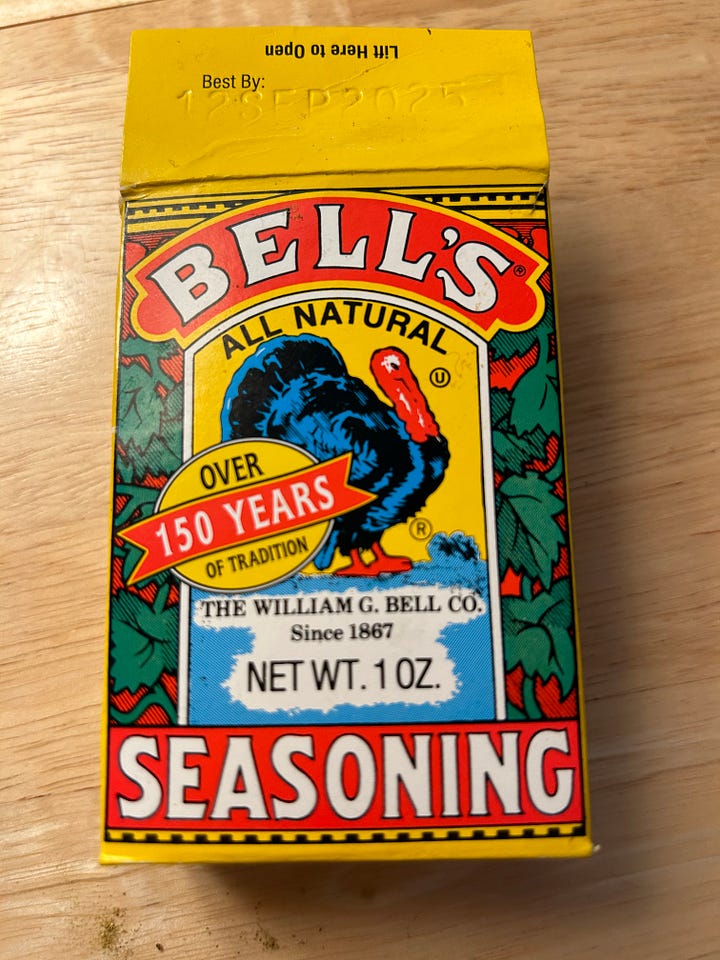 Lift Here to Open
Best By:
12SEP2025
BELL'S®
ALL NATURAL
U
OVER
150 YEARS
OF TRADITION
®
THE WILLIAM G. BELL CO.
Since 1867
NET WT. 1 OZ.
SEASONING